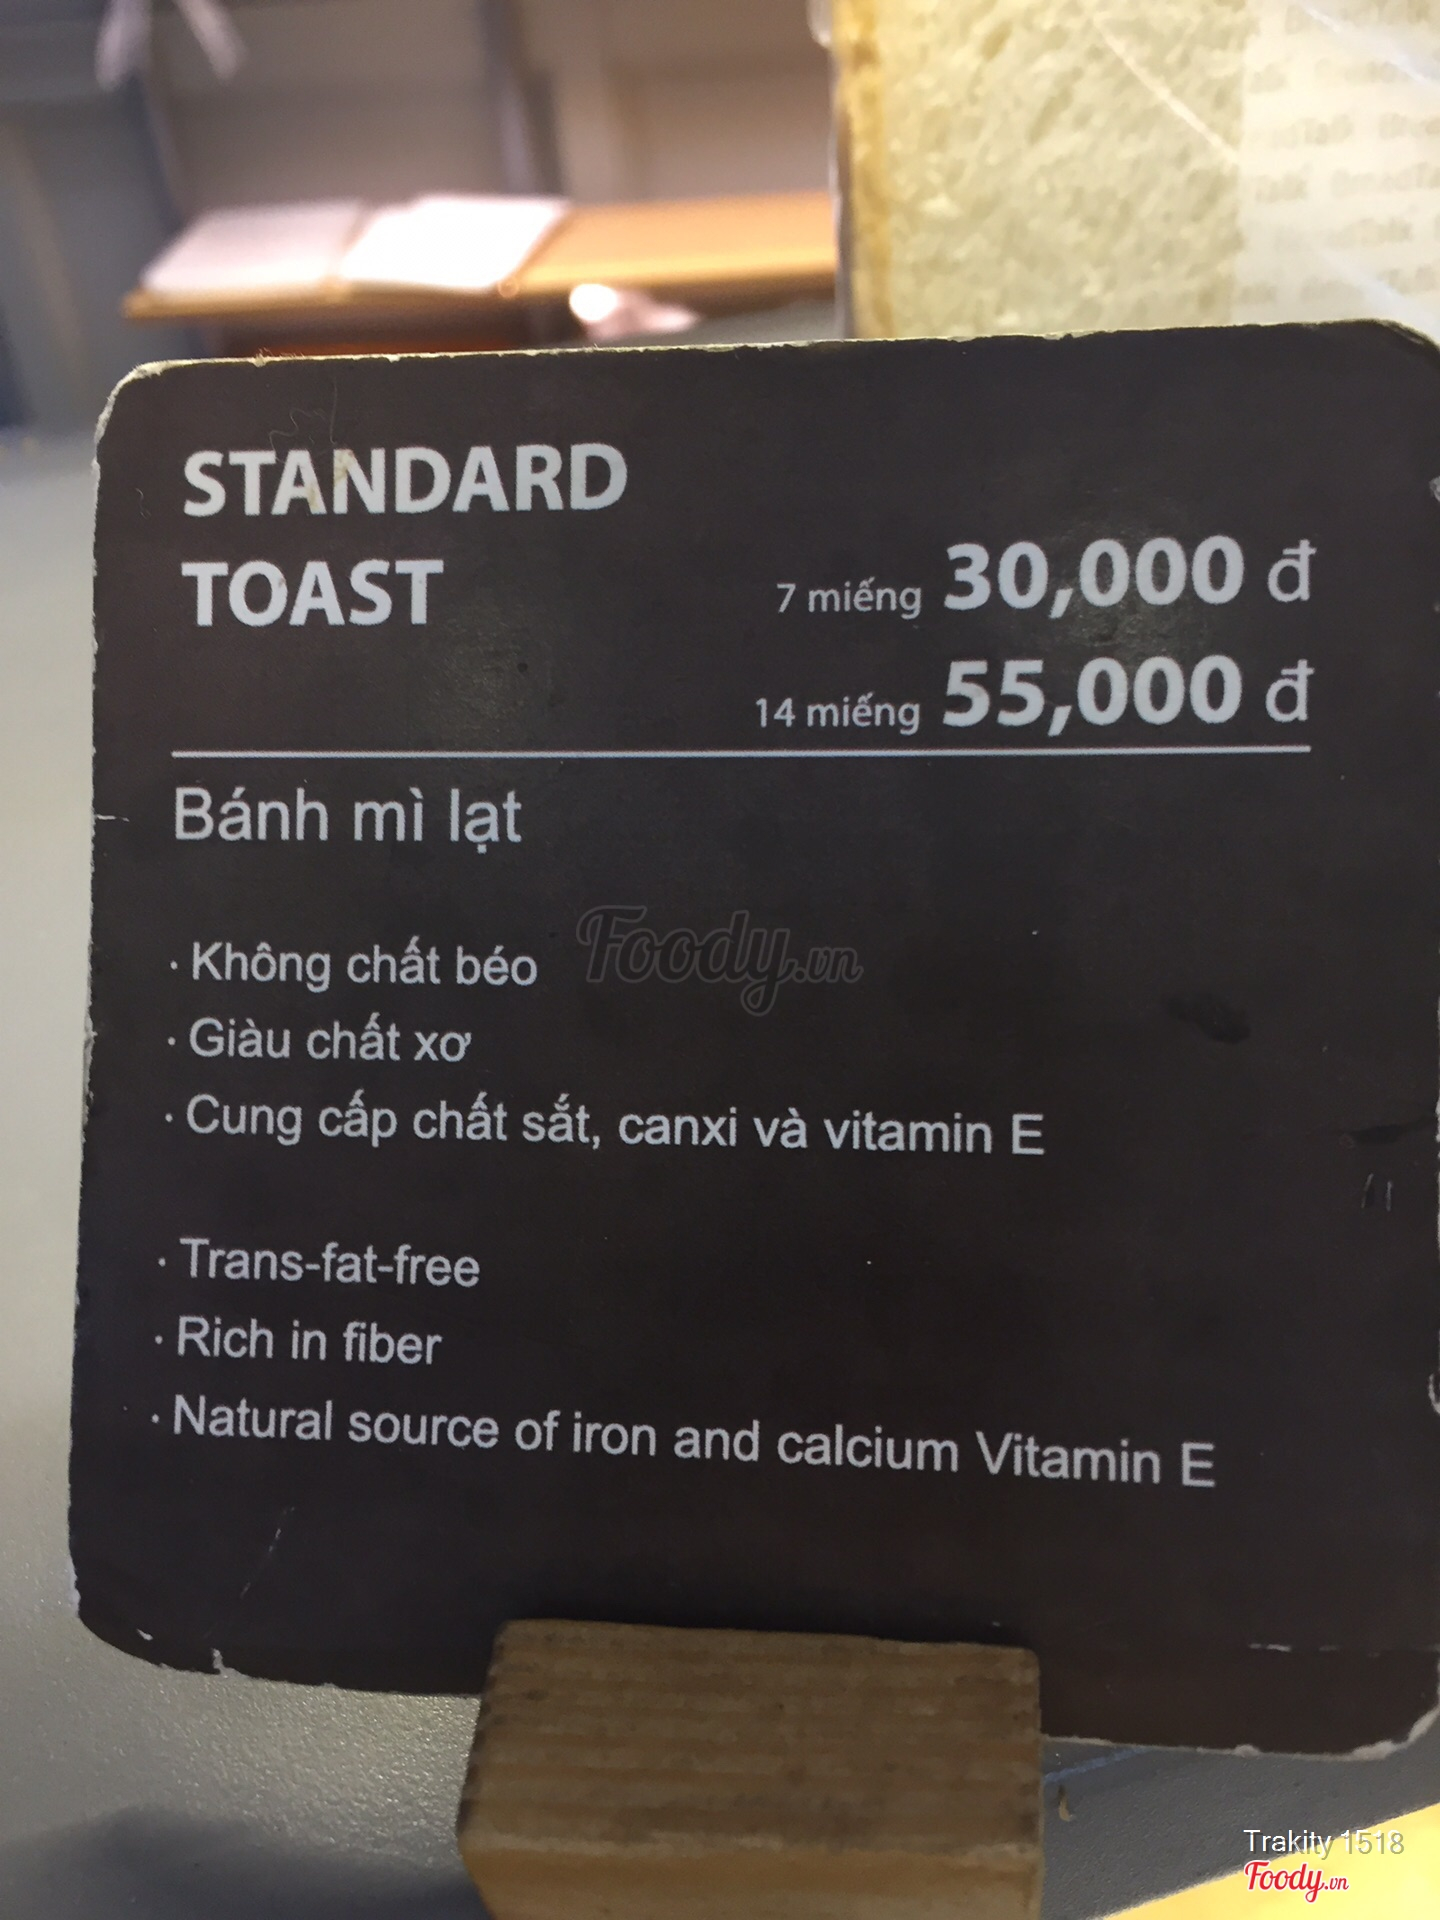 STANDARD
TOAST
7 miếng 30,000 đ
14 miếng 55,000 đ
Bánh mì lạt
· Không chất béo
Foody.vn
· Giàu chất xơ
· Cung cấp chất sắt, canxi và vitamin E
· Trans-fat-free
· Rich in fiber
· Natural source of iron and calcium Vitamin E
Trakity 1518
Foody.vn